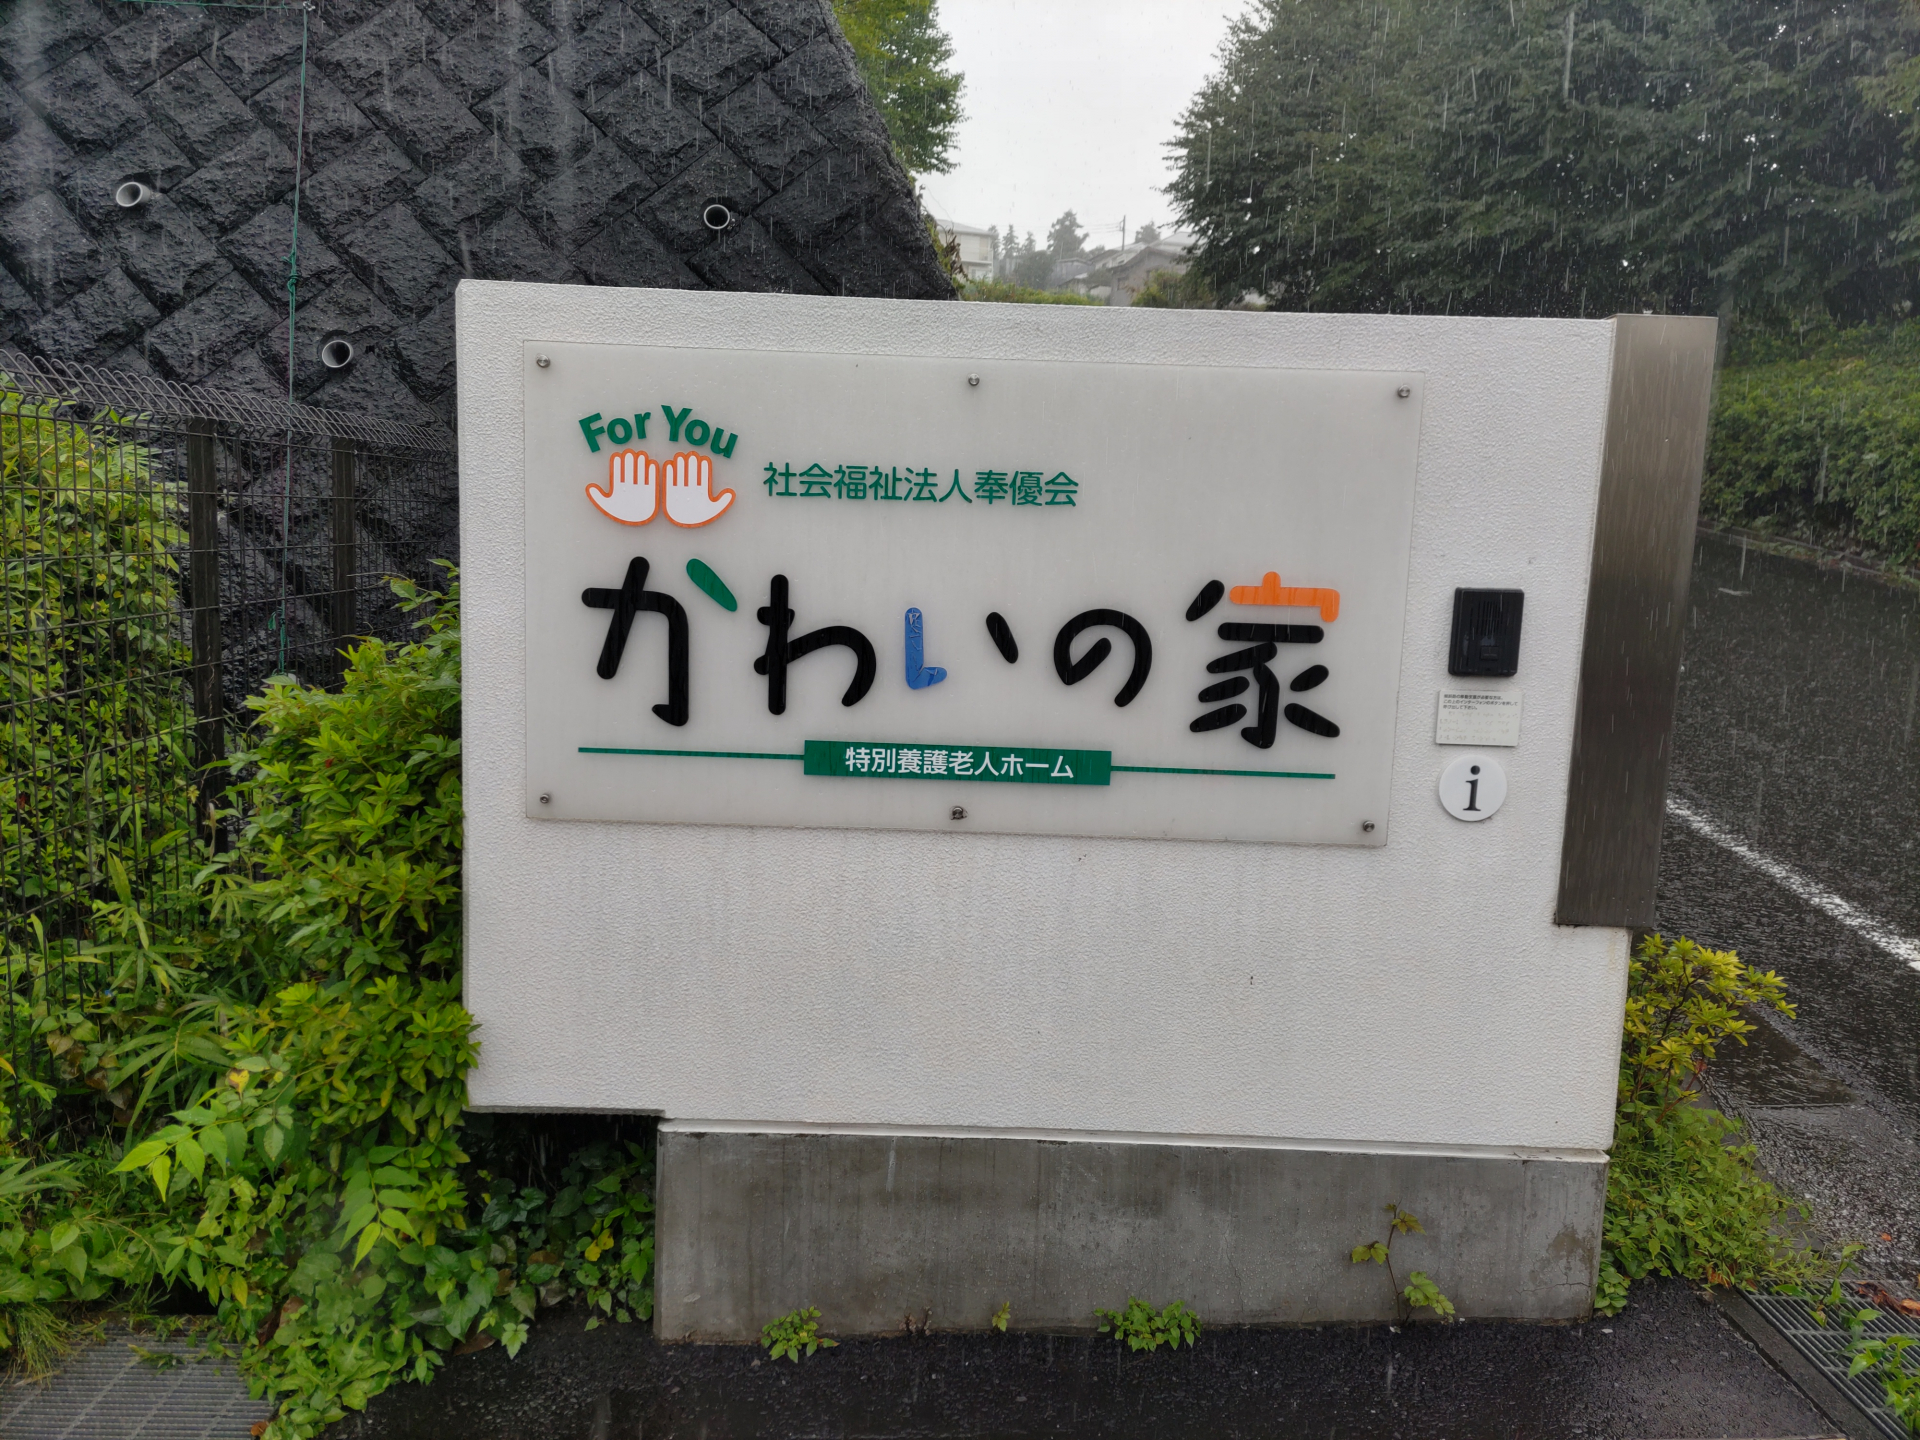 For You
社会福祉法人奉優会
かわいの家
特別養護老人ホーム
i